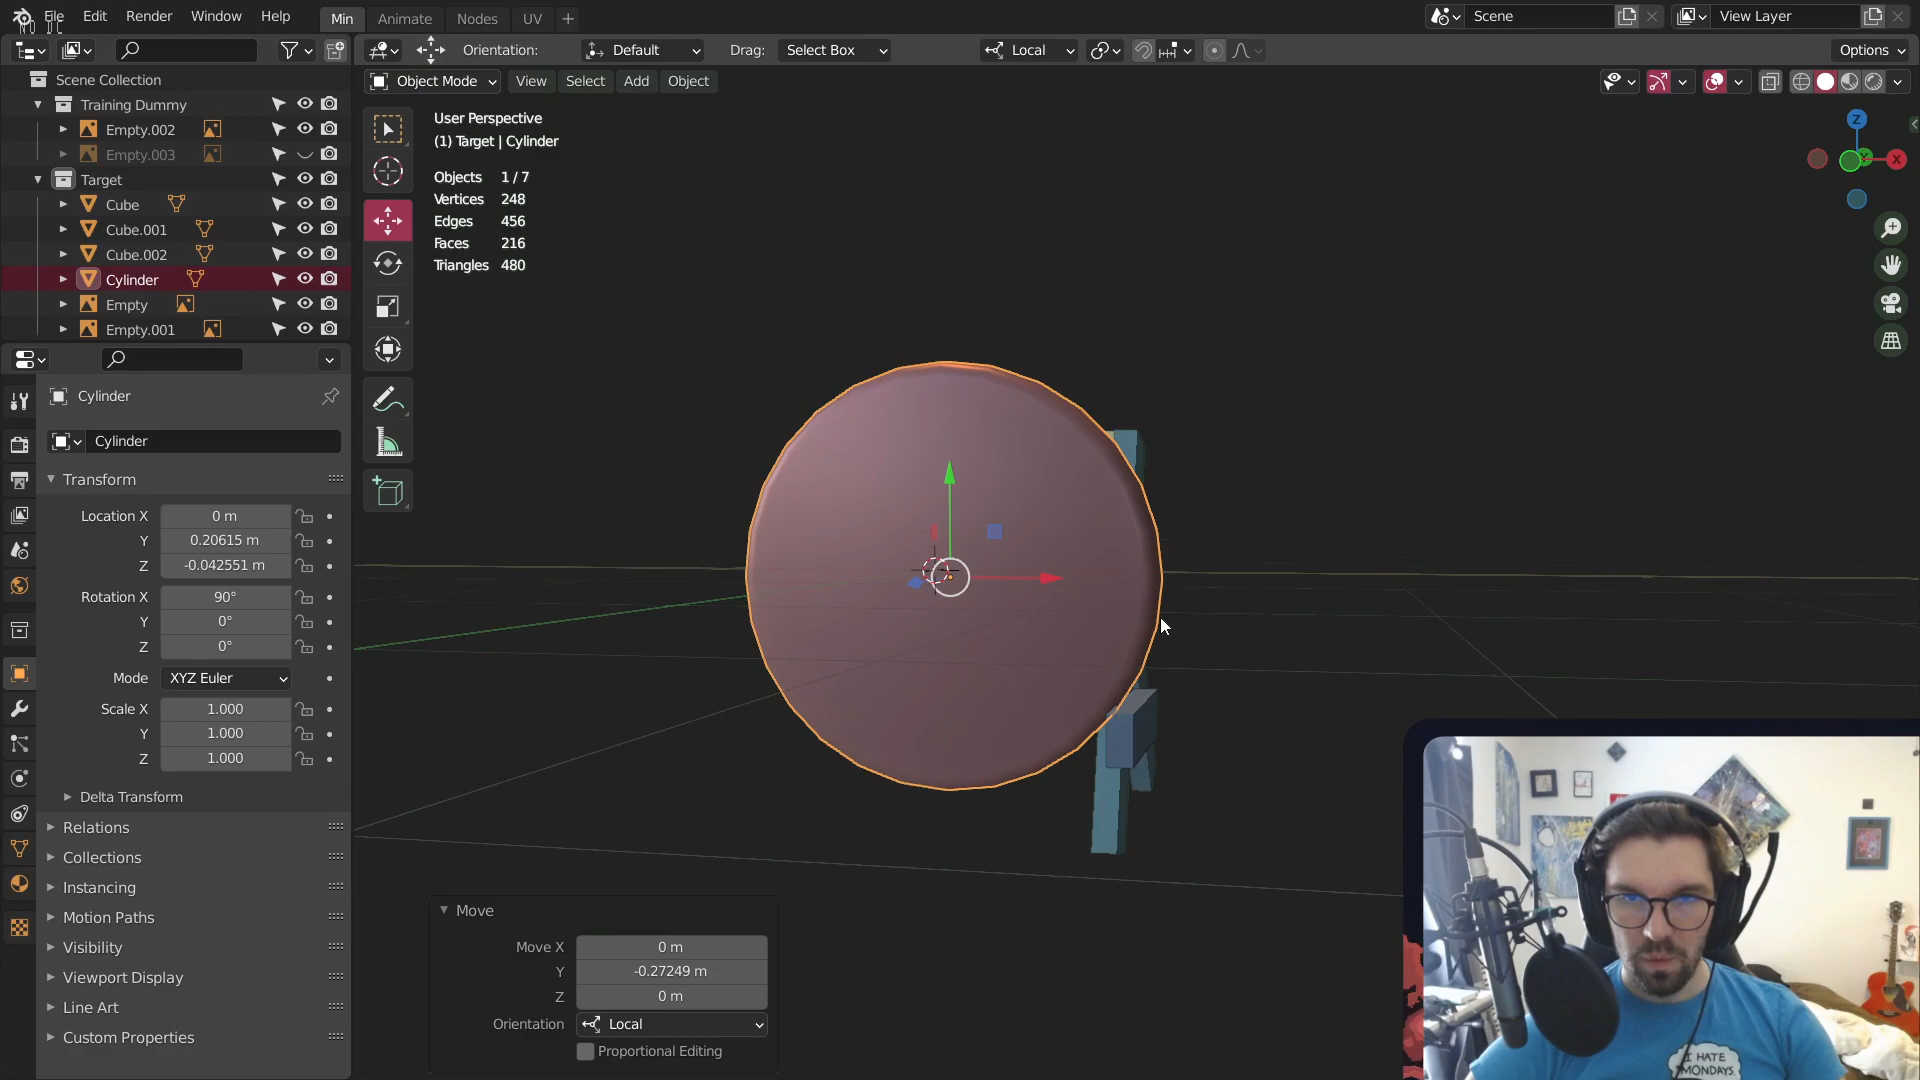 File Edit Render Window Help
Min Animate Nodes UV +
Scene
View Layer
Orientation: Default Drag: Select Box
Local
Options
Object Mode View Select Add Object
Scene Collection
Training Dummy
Empty.002
Empty.003
Target
Cube
Cube.001
Cube.002
Cylinder
Empty
Empty.001
User Perspective
(1) Target | Cylinder
Objects 1 / 7
Vertices 248
Edges 456
Faces 216
Triangles 480
Z
X
Cylinder
Cylinder
Transform
Location X 0 m
Y 0.20615 m
Z -0.042551 m
Rotation X 90°
Y 0°
Z 0°
Mode XYZ Euler
Scale X 1.000
Y 1.000
Z 1.000
Delta Transform
Relations
Collections
Instancing
Motion Paths
Visibility
Viewport Display
Line Art
Custom Properties
Move
Move X 0 m
Y -0.27249 m
Z 0 m
Orientation Local
Proportional Editing
I HATE
MONDAYS